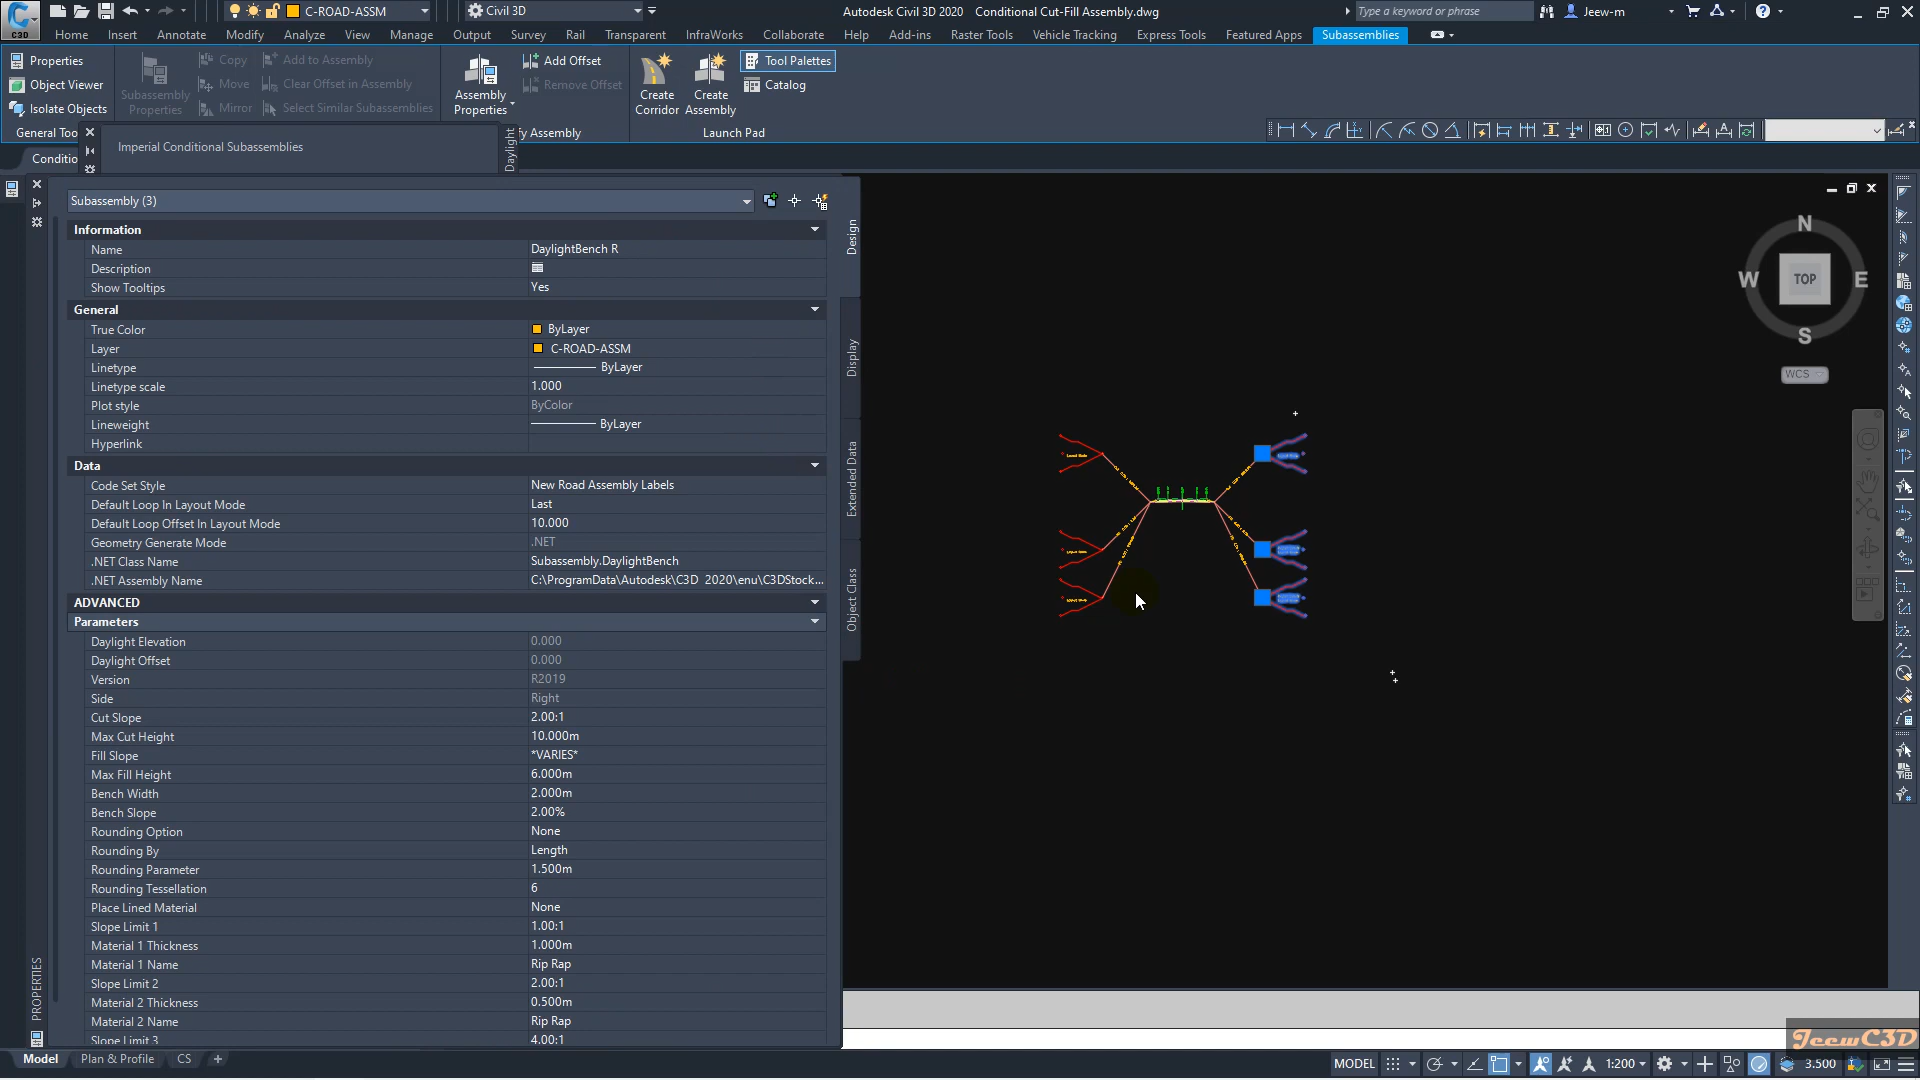 C-ROAD-ASSM
Civil 3D
Autodesk Civil 3D 2020 Conditional Cut-Fill Assembly.dwg
Type a keyword or phrase
Jeew-m
C3D
Home Insert Annotate Modify Analyze View Manage Output Survey Rail Transparent InfraWorks Collaborate Help Add-ins Raster Tools Vehicle Tracking Express Tools Featured Apps Subassemblies
Properties
Object Viewer
Isolate Objects
General Too
Subassembly Properties
Copy
Move
Mirror
Add to Assembly
Clear Offset in Assembly
Select Similar Subassemblies
Assembly Properties
Add Offset
Remove Offset
fy Assembly
Create Corridor
Create Assembly
Tool Palettes
Catalog
Launch Pad
Imperial Conditional Subassemblies
Daylight
Conditio
Subassembly (3)
Information
Name DaylightBench R
Description
Show Tooltips Yes
General
True Color ByLayer
Layer C-ROAD-ASSM
Linetype ByLayer
Linetype scale 1.000
Plot style ByColor
Lineweight ByLayer
Hyperlink
Data
Code Set Style New Road Assembly Labels
Default Loop In Layout Mode Last
Default Loop Offset In Layout Mode 10.000
Geometry Generate Mode .NET
.NET Class Name Subassembly.DaylightBench
.NET Assembly Name C:\ProgramData\Autodesk\C3D 2020\enu\C3DStock...
ADVANCED
Parameters
Daylight Elevation 0.000
Daylight Offset 0.000
Version R2019
Side Right
Cut Slope 2.00:1
Max Cut Height 10.000m
Fill Slope *VARIES*
Max Fill Height 6.000m
Bench Width 2.000m
Bench Slope 2.00%
Rounding Option None
Rounding By Length
Rounding Parameter 1.500m
Rounding Tessellation 6
Place Lined Material None
Slope Limit 1 1.00:1
Material 1 Thickness 1.000m
Material 1 Name Rip Rap
Slope Limit 2 2.00:1
Material 2 Thickness 0.500m
Material 2 Name Rip Rap
Slope Limit 3 4.00:1
Design
Display
Extended Data
Object Class
PROPERTIES
N
W TOP E
S
WCS
JeewC3D
Model Plan & Profile CS +
MODEL 1:200 3.500